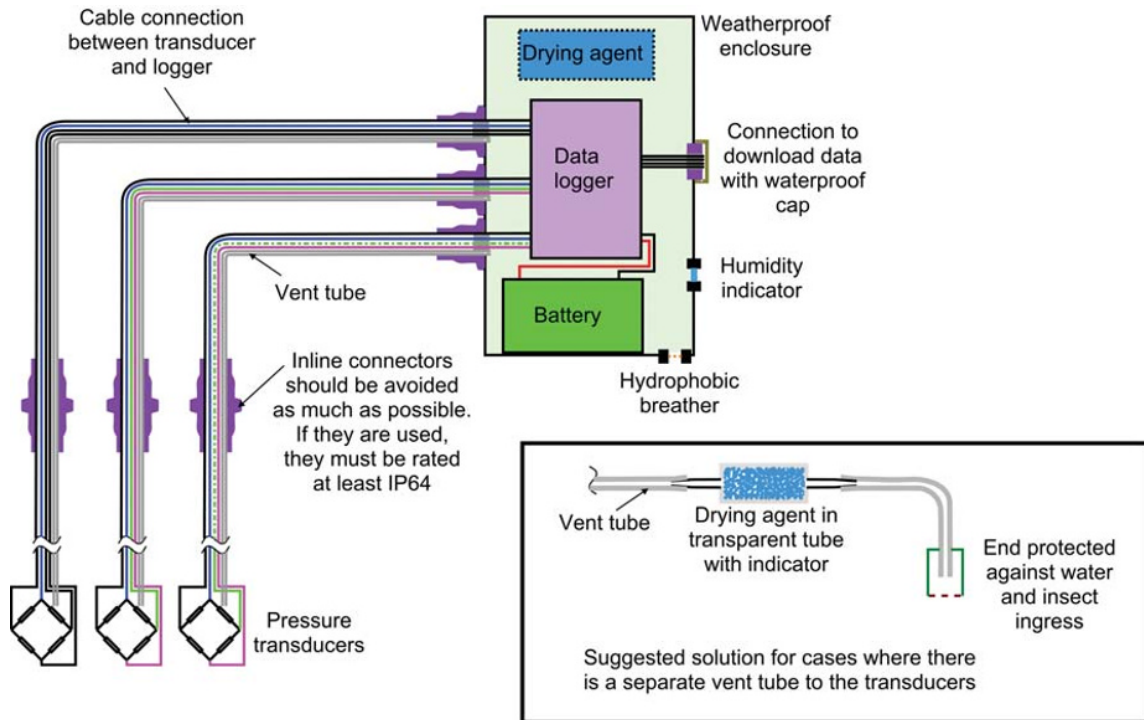 Cable connection
between transducer
and logger
Weatherproof
enclosure
Drying agent
Data
logger
Connection to
download data
with waterproof
cap
Vent tube
Humidity
indicator
Battery
Hydrophobic
breather
Inline connectors
should be avoided
as much as possible.
If they are used,
they must be rated
at least IP64
Pressure
transducers
Vent tube
Drying agent in
transparent tube
with indicator
End protected
against water
and insect
ingress
Suggested solution for cases where there
is a separate vent tube to the transducers